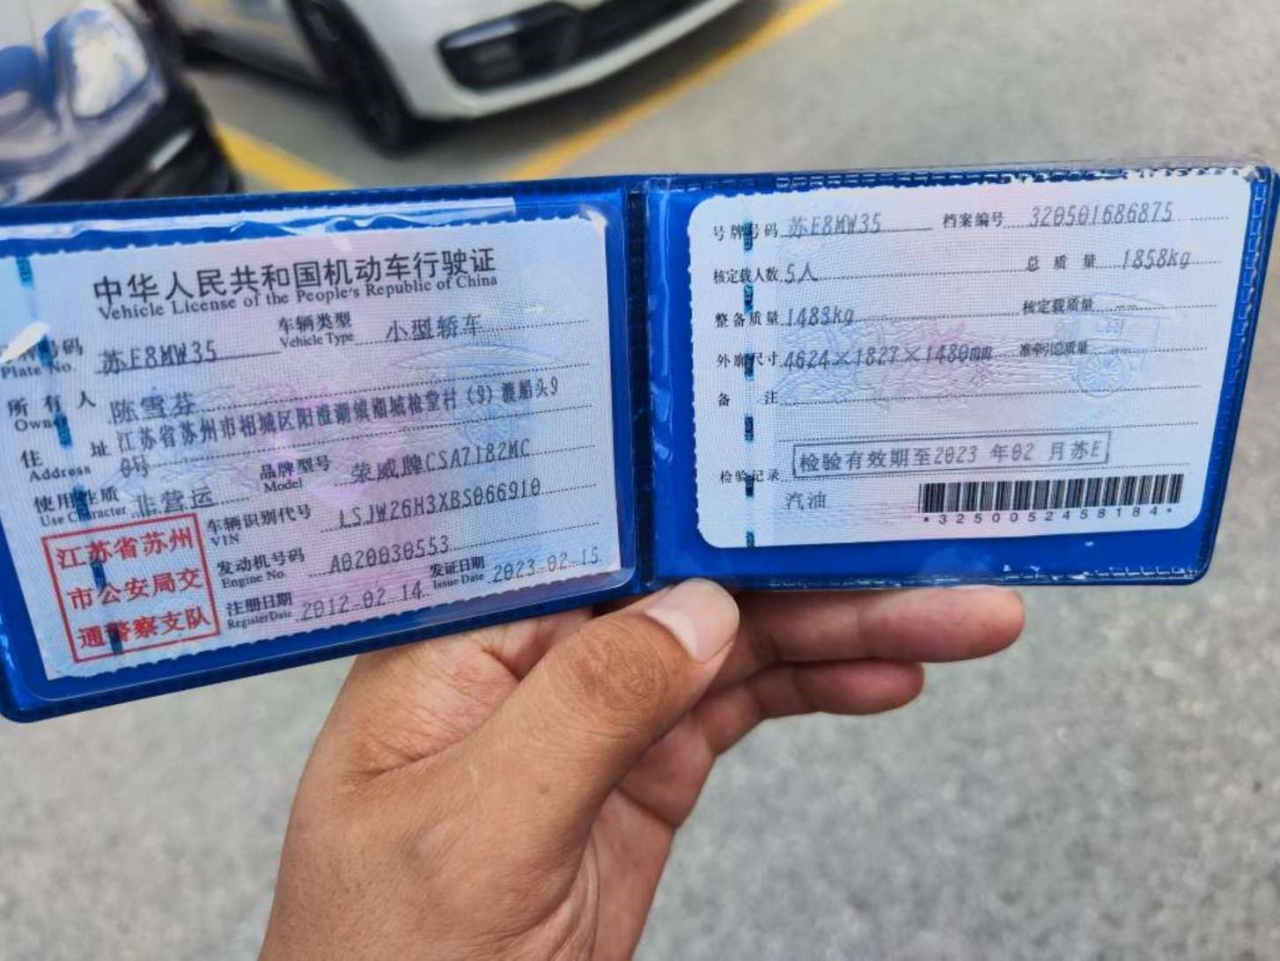 中华人民共和国机动车行驶证
Vehicle License of the People's Republic of China
号码 苏E8MW35 车辆类型 小型轿车
Plate No. Vehicle Type
所有人 陈雪芬
Owner
住址 江苏省苏州市相城区阳澄湖镇湘城枪堂村(9)渡船头9
Address 0号
使用性质 非营运 品牌型号 荣威牌CSA7182MC
Use Character Model
车辆识别代号 LSJW26H3XBS066910
VIN
发动机号码 A020030553
Engine No.
注册日期 2012-02-14 发证日期 2023-02-15
Register Date Issue Date
江苏省苏州
市公安局交
通警察支队
号牌号码 苏E8MW35 档案编号 320501686875
核定载人数 5人 总质量 1858kg
整备质量 1483kg 核定载质量 --
外廓尺寸 4624×1827×1480mm 准牵引总质量 --
备注
检验记录 检验有效期至2023年02月苏E
汽油
*3250052458184*